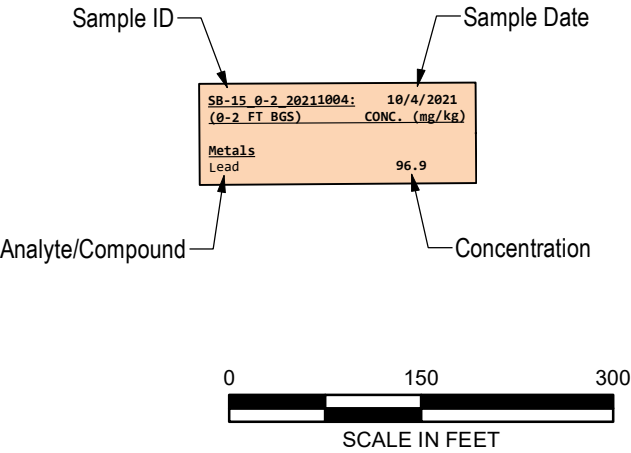 Sample ID
Sample Date
SB-15_0-2_20211004: 10/4/2021
(0-2 FT BGS) CONC. (mg/kg)
Metals
Lead 96.9
Analyte/Compound
Concentration
0 150 300
SCALE IN FEET